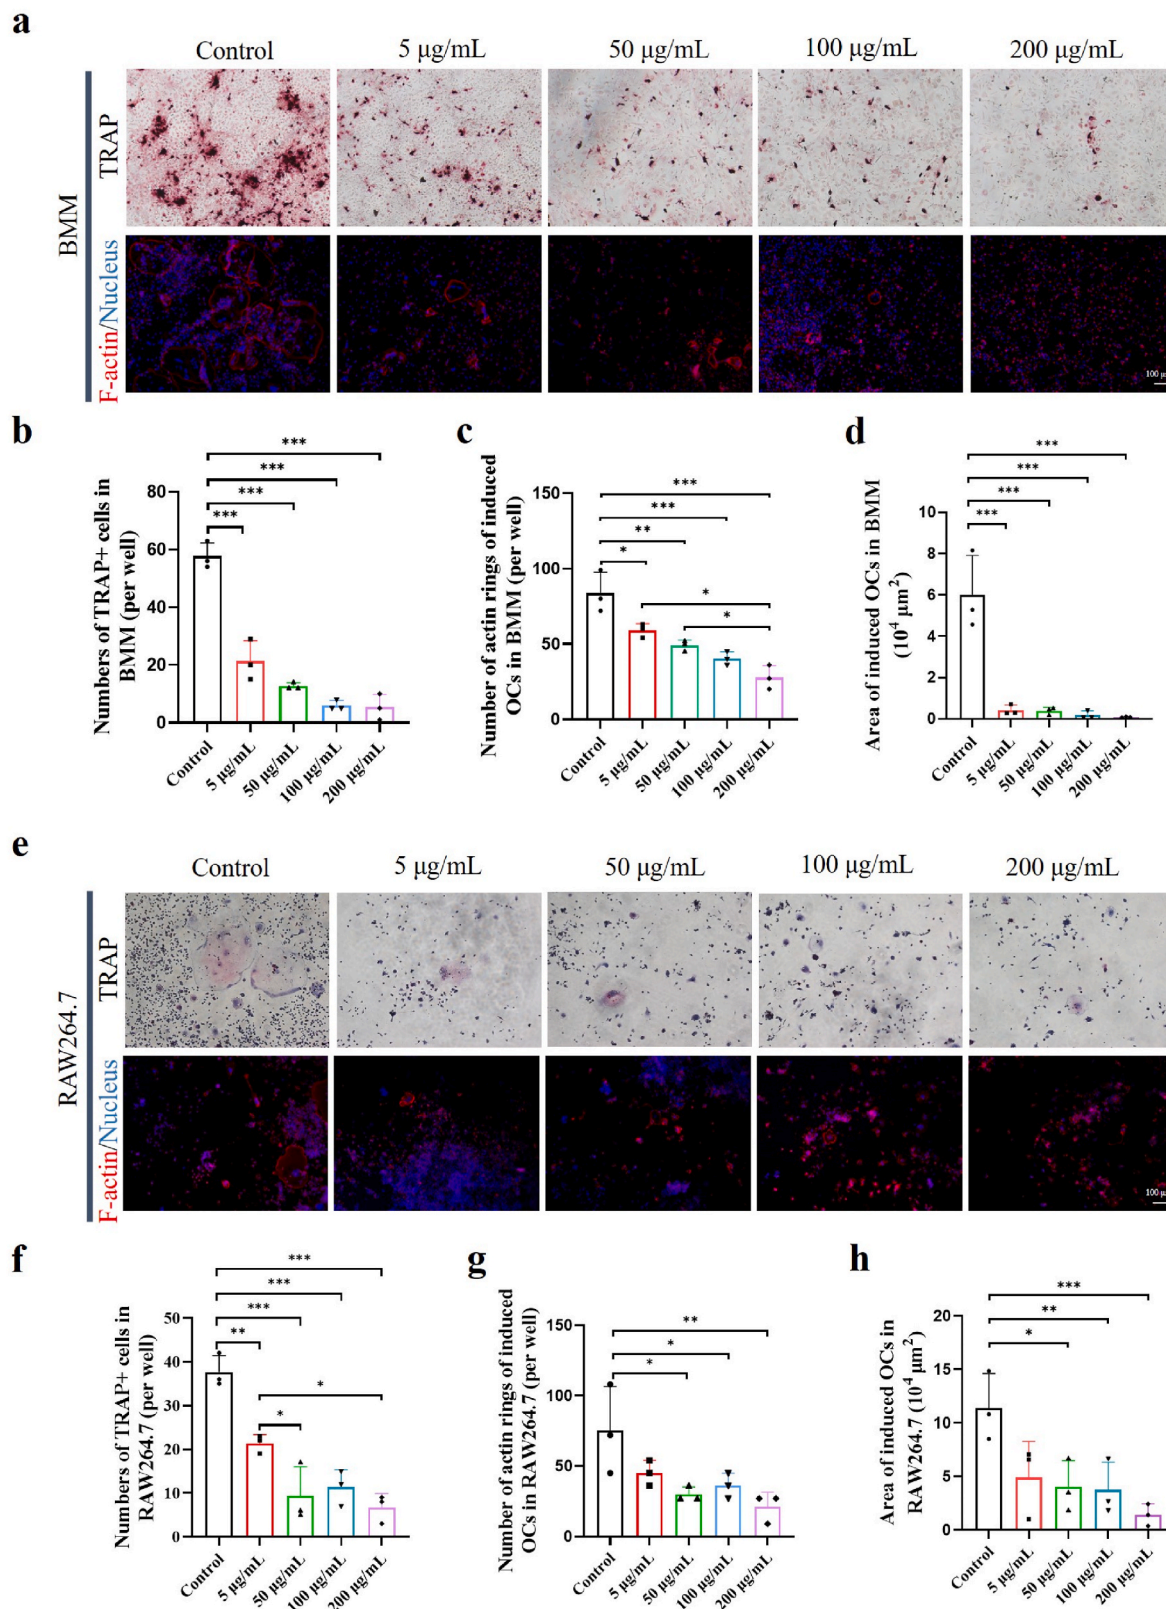 a
Control 5 μg/mL 50 μg/mL 100 μg/mL 200 μg/mL
BMM
TRAP
F-actin/Nucleus
100 μ
b
Numbers of TRAP+ cells in
BMM (per well)
80
60
40
20
0
***
***
***
***
Control
5 μg/mL
50 μg/mL
100 μg/mL
200 μg/mL
c
Number of actin rings of induced
OCs in BMM (per well)
150
100
50
0
***
***
**
*
*
*
Control
5 μg/mL
50 μg/mL
100 μg/mL
200 μg/mL
d
Area of induced OCs in BMM
(10⁴ μm²)
10
8
6
4
2
0
***
***
***
***
Control
5 μg/mL
50 μg/mL
100 μg/mL
200 μg/mL
e
Control 5 μg/mL 50 μg/mL 100 μg/mL 200 μg/mL
RAW264.7
TRAP
F-actin/Nucleus
100 μ
f
Numbers of TRAP+ cells in
RAW264.7 (per well)
50
40
30
20
10
0
***
***
***
**
*
*
Control
5 μg/mL
50 μg/mL
100 μg/mL
200 μg/mL
g
Number of actin rings of induced
OCs in RAW264.7 (per well)
150
100
50
0
**
*
*
Control
5 μg/mL
50 μg/mL
100 μg/mL
200 μg/mL
h
Area of induced OCs in
RAW264.7 (10⁴ μm²)
20
15
10
5
0
***
**
*
Control
5 μg/mL
50 μg/mL
100 μg/mL
200 μg/mL